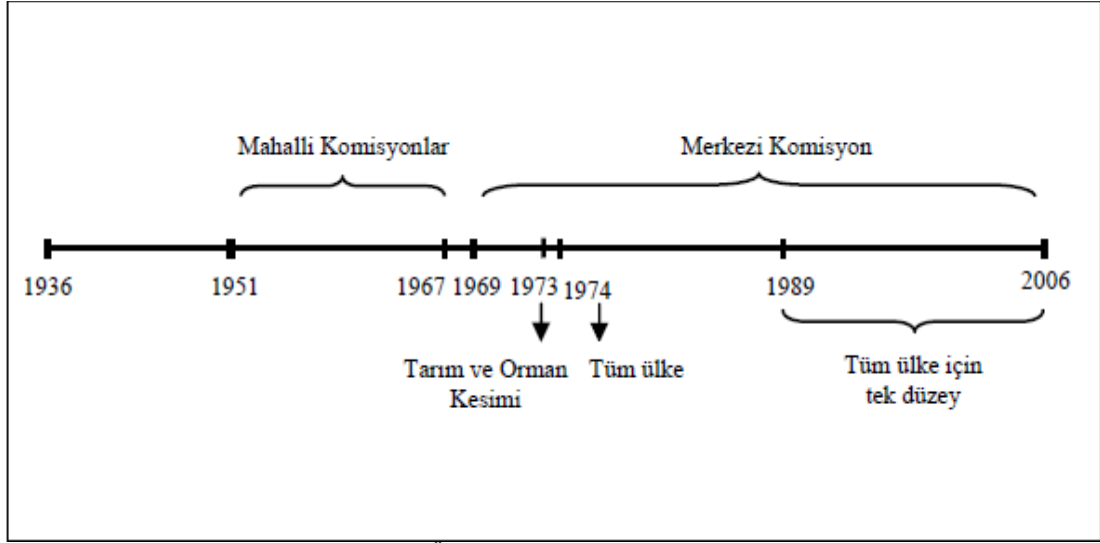 Mahalli Komisyonlar
Merkezi Komisyon
1936
1951
1967
1969
1973
1974
1989
2006
Tarım ve Orman
Kesimi
Tüm ülke
Tüm ülke için
tek düzey